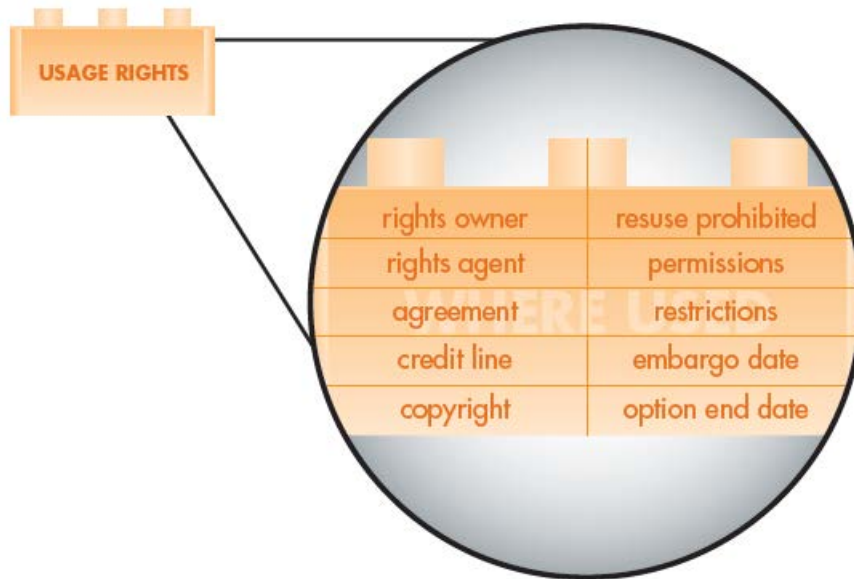 USAGE RIGHTS
rights owner resuse prohibited
rights agent permissions
agreement restrictions
WHERE USED
credit line embargo date
copyright option end date